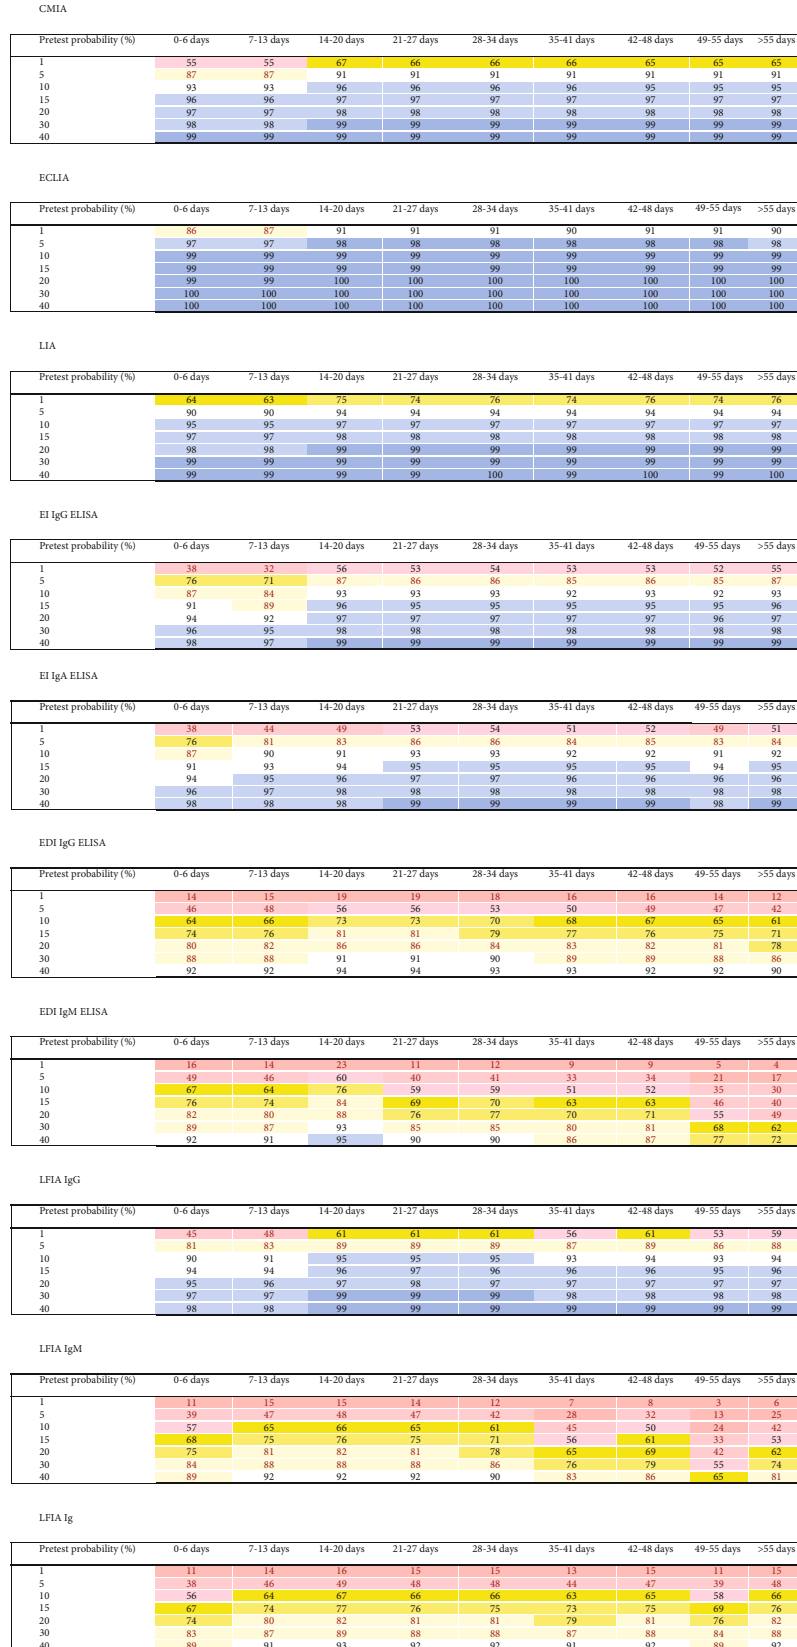 CMIA
Pretest probability (%) 0-6 days 7-13 days 14-20 days 21-27 days 28-34 days 35-41 days 42-48 days 49-55 days >55 days
1 55 55 67 66 66 66 65 65 65
5 87 87 91 91 91 91 91 91 91
10 93 93 96 96 96 96 95 95 95
15 96 96 97 97 97 97 97 97 97
20 97 97 98 98 98 98 98 98 98
30 98 98 99 99 99 99 99 99 99
40 99 99 99 99 99 99 99 99 99
ECLIA
Pretest probability (%) 0-6 days 7-13 days 14-20 days 21-27 days 28-34 days 35-41 days 42-48 days 49-55 days >55 days
1 86 87 91 91 91 90 91 91 90
5 97 97 98 98 98 98 98 98 98
10 99 99 99 99 99 99 99 99 99
15 99 99 99 99 99 99 99 99 99
20 99 99 100 100 100 100 100 100 100
30 100 100 100 100 100 100 100 100 100
40 100 100 100 100 100 100 100 100 100
LIA
Pretest probability (%) 0-6 days 7-13 days 14-20 days 21-27 days 28-34 days 35-41 days 42-48 days 49-55 days >55 days
1 64 63 75 74 76 74 76 74 76
5 90 90 94 94 94 94 94 94 94
10 95 95 97 97 97 97 97 97 97
15 97 97 98 98 98 98 98 98 98
20 98 98 99 99 99 99 99 99 99
30 99 99 99 99 99 99 99 99 99
40 99 99 99 99 100 99 100 99 100
EI IgG ELISA
Pretest probability (%) 0-6 days 7-13 days 14-20 days 21-27 days 28-34 days 35-41 days 42-48 days 49-55 days >55 days
1 38 32 56 53 54 53 53 52 55
5 76 71 87 86 86 85 86 85 87
10 87 84 93 93 93 92 93 92 93
15 91 89 96 95 95 95 95 95 96
20 94 92 97 97 97 97 97 96 97
30 96 95 98 98 98 98 98 98 98
40 98 97 99 99 99 99 99 99 99
EI IgA ELISA
Pretest probability (%) 0-6 days 7-13 days 14-20 days 21-27 days 28-34 days 35-41 days 42-48 days 49-55 days >55 days
1 38 44 49 53 54 51 52 49 51
5 76 81 83 86 86 84 85 83 84
10 87 90 91 93 93 92 92 91 92
15 91 93 94 95 95 95 95 94 95
20 94 95 96 97 97 96 96 96 96
30 96 97 98 98 98 98 98 98 98
40 98 98 98 99 99 99 99 98 99
EDI IgG ELISA
Pretest probability (%) 0-6 days 7-13 days 14-20 days 21-27 days 28-34 days 35-41 days 42-48 days 49-55 days >55 days
1 14 15 19 19 18 16 16 14 12
5 46 48 56 56 53 50 49 47 42
10 64 66 73 73 70 68 67 65 61
15 74 76 81 81 79 77 76 75 71
20 80 82 86 86 84 83 82 81 78
30 88 88 91 91 90 89 89 88 86
40 92 92 94 94 93 93 92 92 90
EDI IgM ELISA
Pretest probability (%) 0-6 days 7-13 days 14-20 days 21-27 days 28-34 days 35-41 days 42-48 days 49-55 days >55 days
1 16 14 23 11 12 9 9 5 4
5 49 46 60 40 41 33 34 21 17
10 67 64 76 59 59 51 52 35 30
15 76 74 84 69 70 63 63 46 40
20 82 80 88 76 77 70 71 55 49
30 89 87 93 85 85 80 81 68 62
40 92 91 95 90 90 86 87 77 72
LFIA IgG
Pretest probability (%) 0-6 days 7-13 days 14-20 days 21-27 days 28-34 days 35-41 days 42-48 days 49-55 days >55 days
1 45 48 61 61 61 56 61 53 59
5 81 83 89 89 89 87 89 86 88
10 90 91 95 95 95 93 94 93 94
15 94 94 96 97 96 96 96 95 96
20 95 96 97 98 97 97 97 97 97
30 97 97 99 99 99 98 98 98 98
40 98 98 99 99 99 99 99 99 99
LFIA IgM
Pretest probability (%) 0-6 days 7-13 days 14-20 days 21-27 days 28-34 days 35-41 days 42-48 days 49-55 days >55 days
1 11 15 15 14 12 7 8 3 6
5 39 47 48 47 42 28 32 13 25
10 57 65 66 65 61 45 50 24 42
15 68 75 76 75 71 56 61 33 53
20 75 81 82 81 78 65 69 42 62
30 84 88 88 88 86 76 79 55 74
40 89 92 92 92 90 83 86 65 81
LFIA Ig
Pretest probability (%) 0-6 days 7-13 days 14-20 days 21-27 days 28-34 days 35-41 days 42-48 days 49-55 days >55 days
1 11 14 16 15 15 13 15 11 15
5 38 46 49 48 48 44 47 39 48
10 56 64 67 66 66 63 65 58 66
15 67 74 77 76 75 73 75 69 76
20 74 80 82 81 81 79 81 76 82
30 83 87 89 88 88 87 88 84 88
40 89 91 93 92 92 91 92 89 92